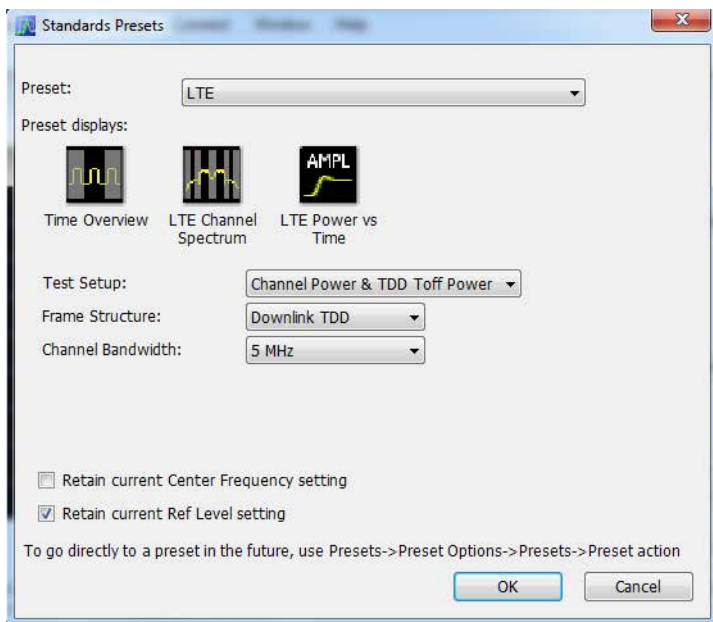 Standards Presets
Connect Window Help
Preset:
LTE
Preset displays:
AMPL
Time Overview
LTE Channel
Spectrum
LTE Power vs
Time
Test Setup:
Channel Power & TDD Toff Power
Frame Structure:
Downlink TDD
Channel Bandwidth:
5 MHz
Retain current Center Frequency setting
Retain current Ref Level setting
To go directly to a preset in the future, use Presets->Preset Options->Presets->Preset action
OK
Cancel